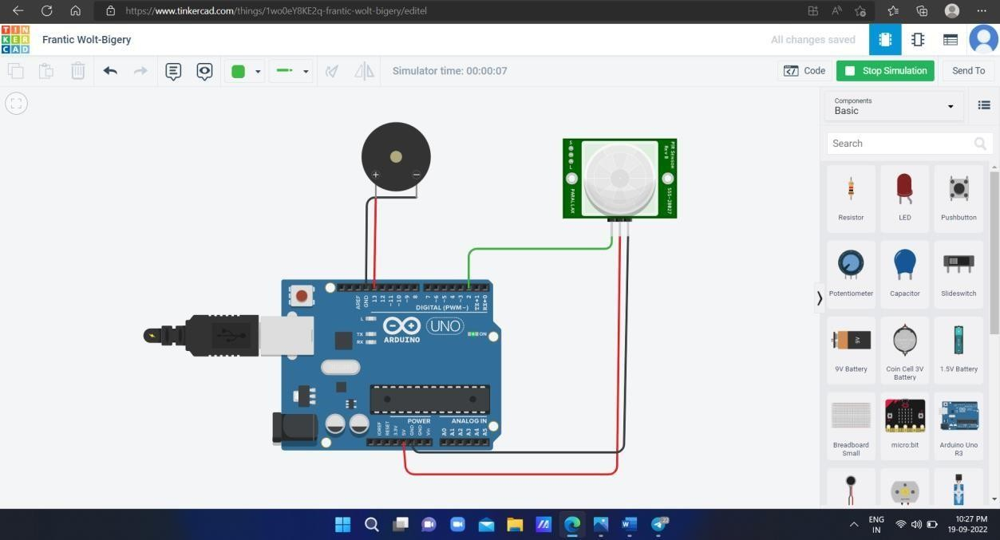 https://www.tinkercad.com/things/1wo0eY8KE2q-frantic-wolt-bigery/editel
TIN
KER
CAD
Frantic Wolt-Bigery
All changes saved
Simulator time: 00:00:07
Code
Stop Simulation
Send To
Components
Basic
Search
Resistor
LED
Pushbutton
Potentiometer
Capacitor
Slideswitch
9V
9V Battery
Coin Cell 3V
Battery
1.5V Battery
Breadboard
Small
micro:bit
Arduino Uno
R3
+
−
S
L
PIR SENSOR
Rev B
PARALLAX
555-28027
AREF
GND
13
12
~11
~10
~9
8
7
~6
~5
4
~3
2
TX→1
RX←0
DIGITAL (PWM~)
L
TX
RX
UNO
ON
ARDUINO
POWER
ANALOG IN
IOREF
RESET
3.3V
5V
GND
GND
Vin
A0
A1
A2
A3
A4
A5
22
ENG
IN
10:27 PM
19-09-2022